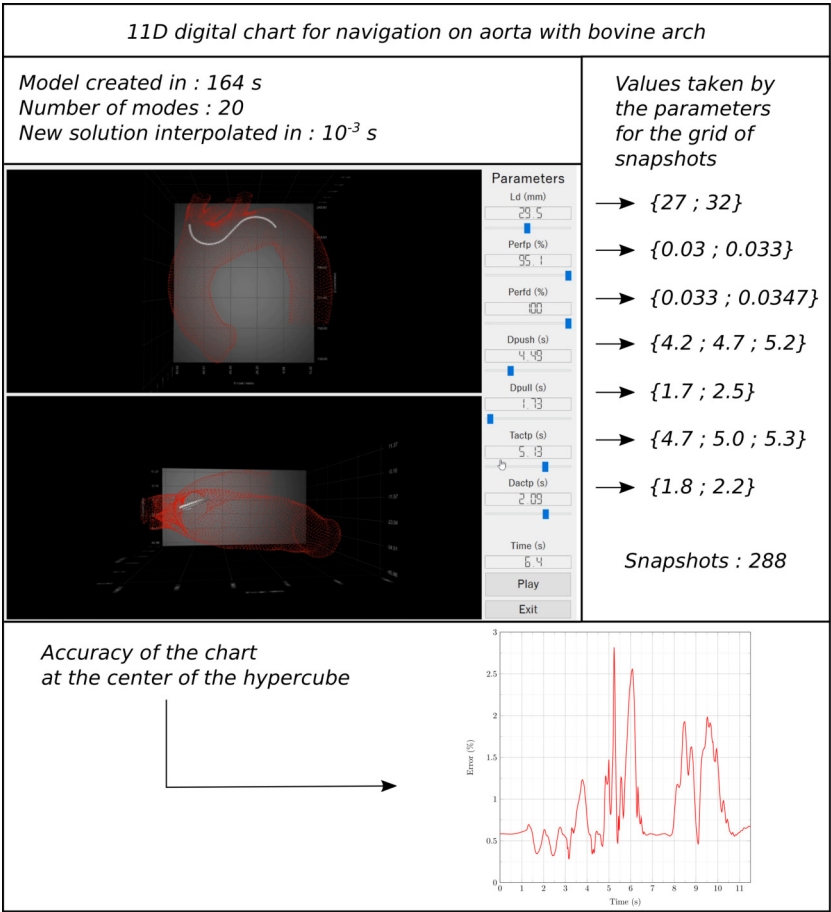 11D digital chart for navigation on aorta with bovine arch
Model created in : 164 s
Number of modes : 20
New solution interpolated in : 10⁻³ s
Values taken by
the parameters
for the grid of
snapshots
Parameters
Ld (mm)
29.5
Perfp (%)
95.1
Perfd (%)
100
Dpush (s)
4.49
Dpull (s)
1.73
Tactp (s)
5.13
Dactp (s)
2.09
Time (s)
6.4
Play
Exit
{27 ; 32}
{0.03 ; 0.033}
{0.033 ; 0.0347}
{4.2 ; 4.7 ; 5.2}
{1.7 ; 2.5}
{4.7 ; 5.0 ; 5.3}
{1.8 ; 2.2}
Snapshots : 288
Accuracy of the chart
at the center of the hypercube
Error (%)
3
2.5
2
1.5
1
0.5
0
0 1 2 3 4 5 6 7 8 9 10 11
Time (s)